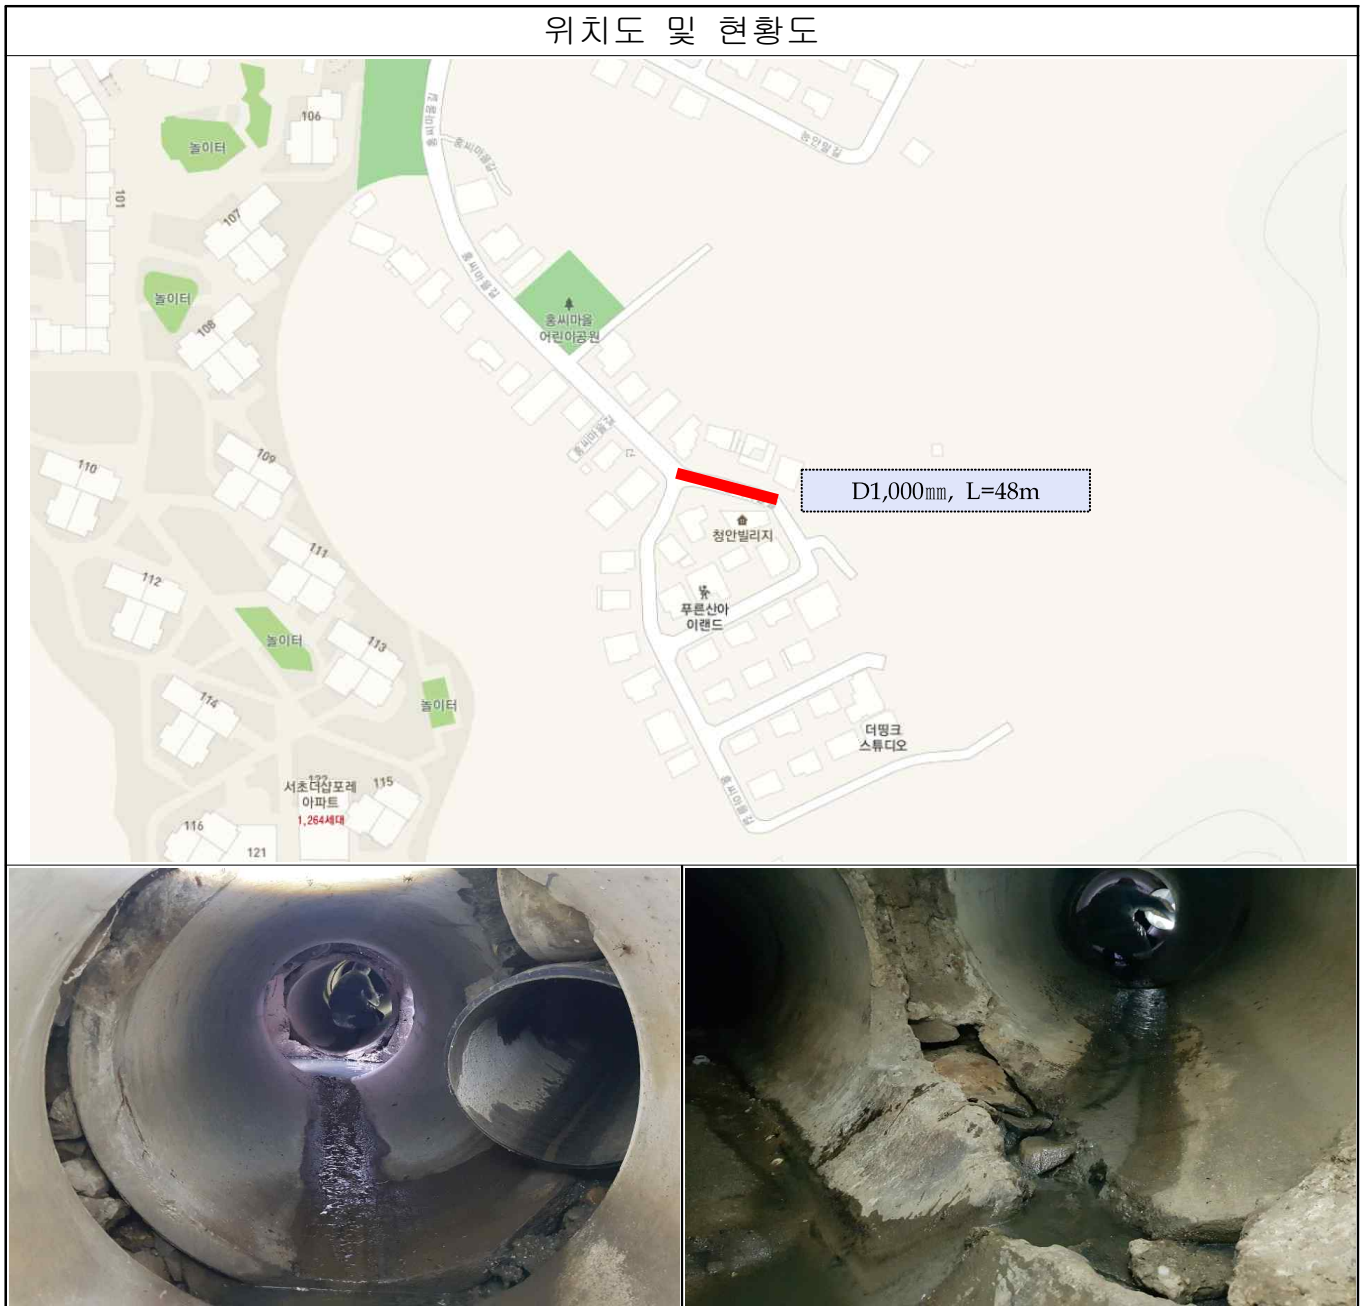 위치도 및 현황도
106
놀이터
홍씨마을길
홍씨마을길
101
107
홍씨마을길
놀이터
홍씨마을
어린이공원
108
홍씨마을길
109
110
D1,000㎜, L=48m
청안빌리지
111
112
푸른산아
이랜드
놀이터
113
114
놀이터
더띵크
스튜디오
122
115
서초더샵포레
아파트
1,264세대
홍씨마을길
116
121